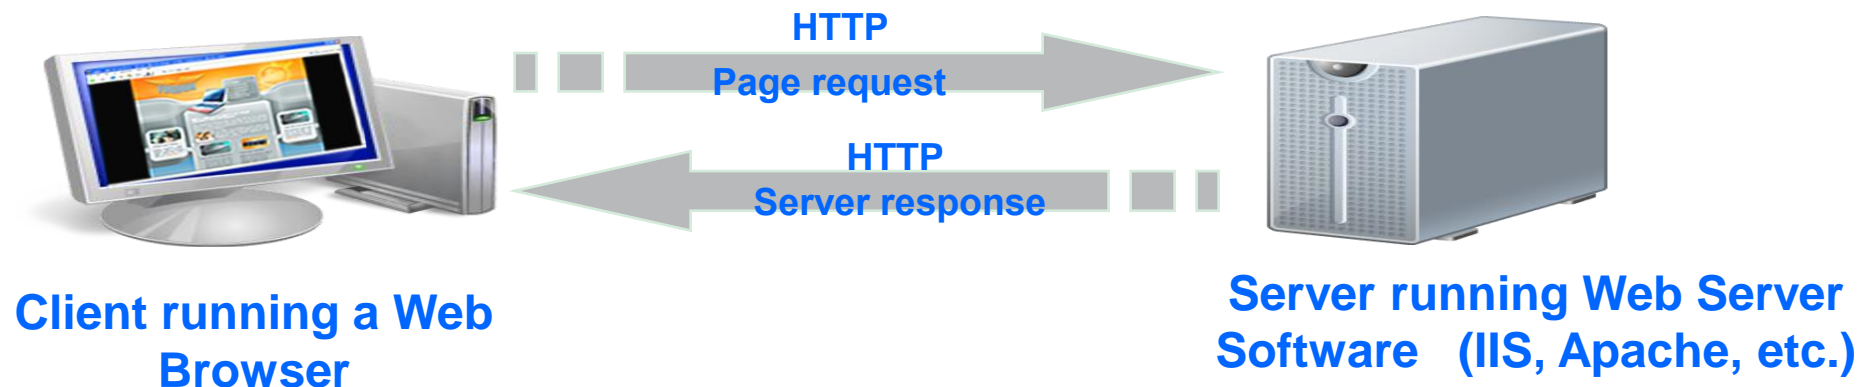 HTTP
Page request
HTTP
Server response
Client running a Web
Browser
Server running Web Server
Software (IIS, Apache, etc.)